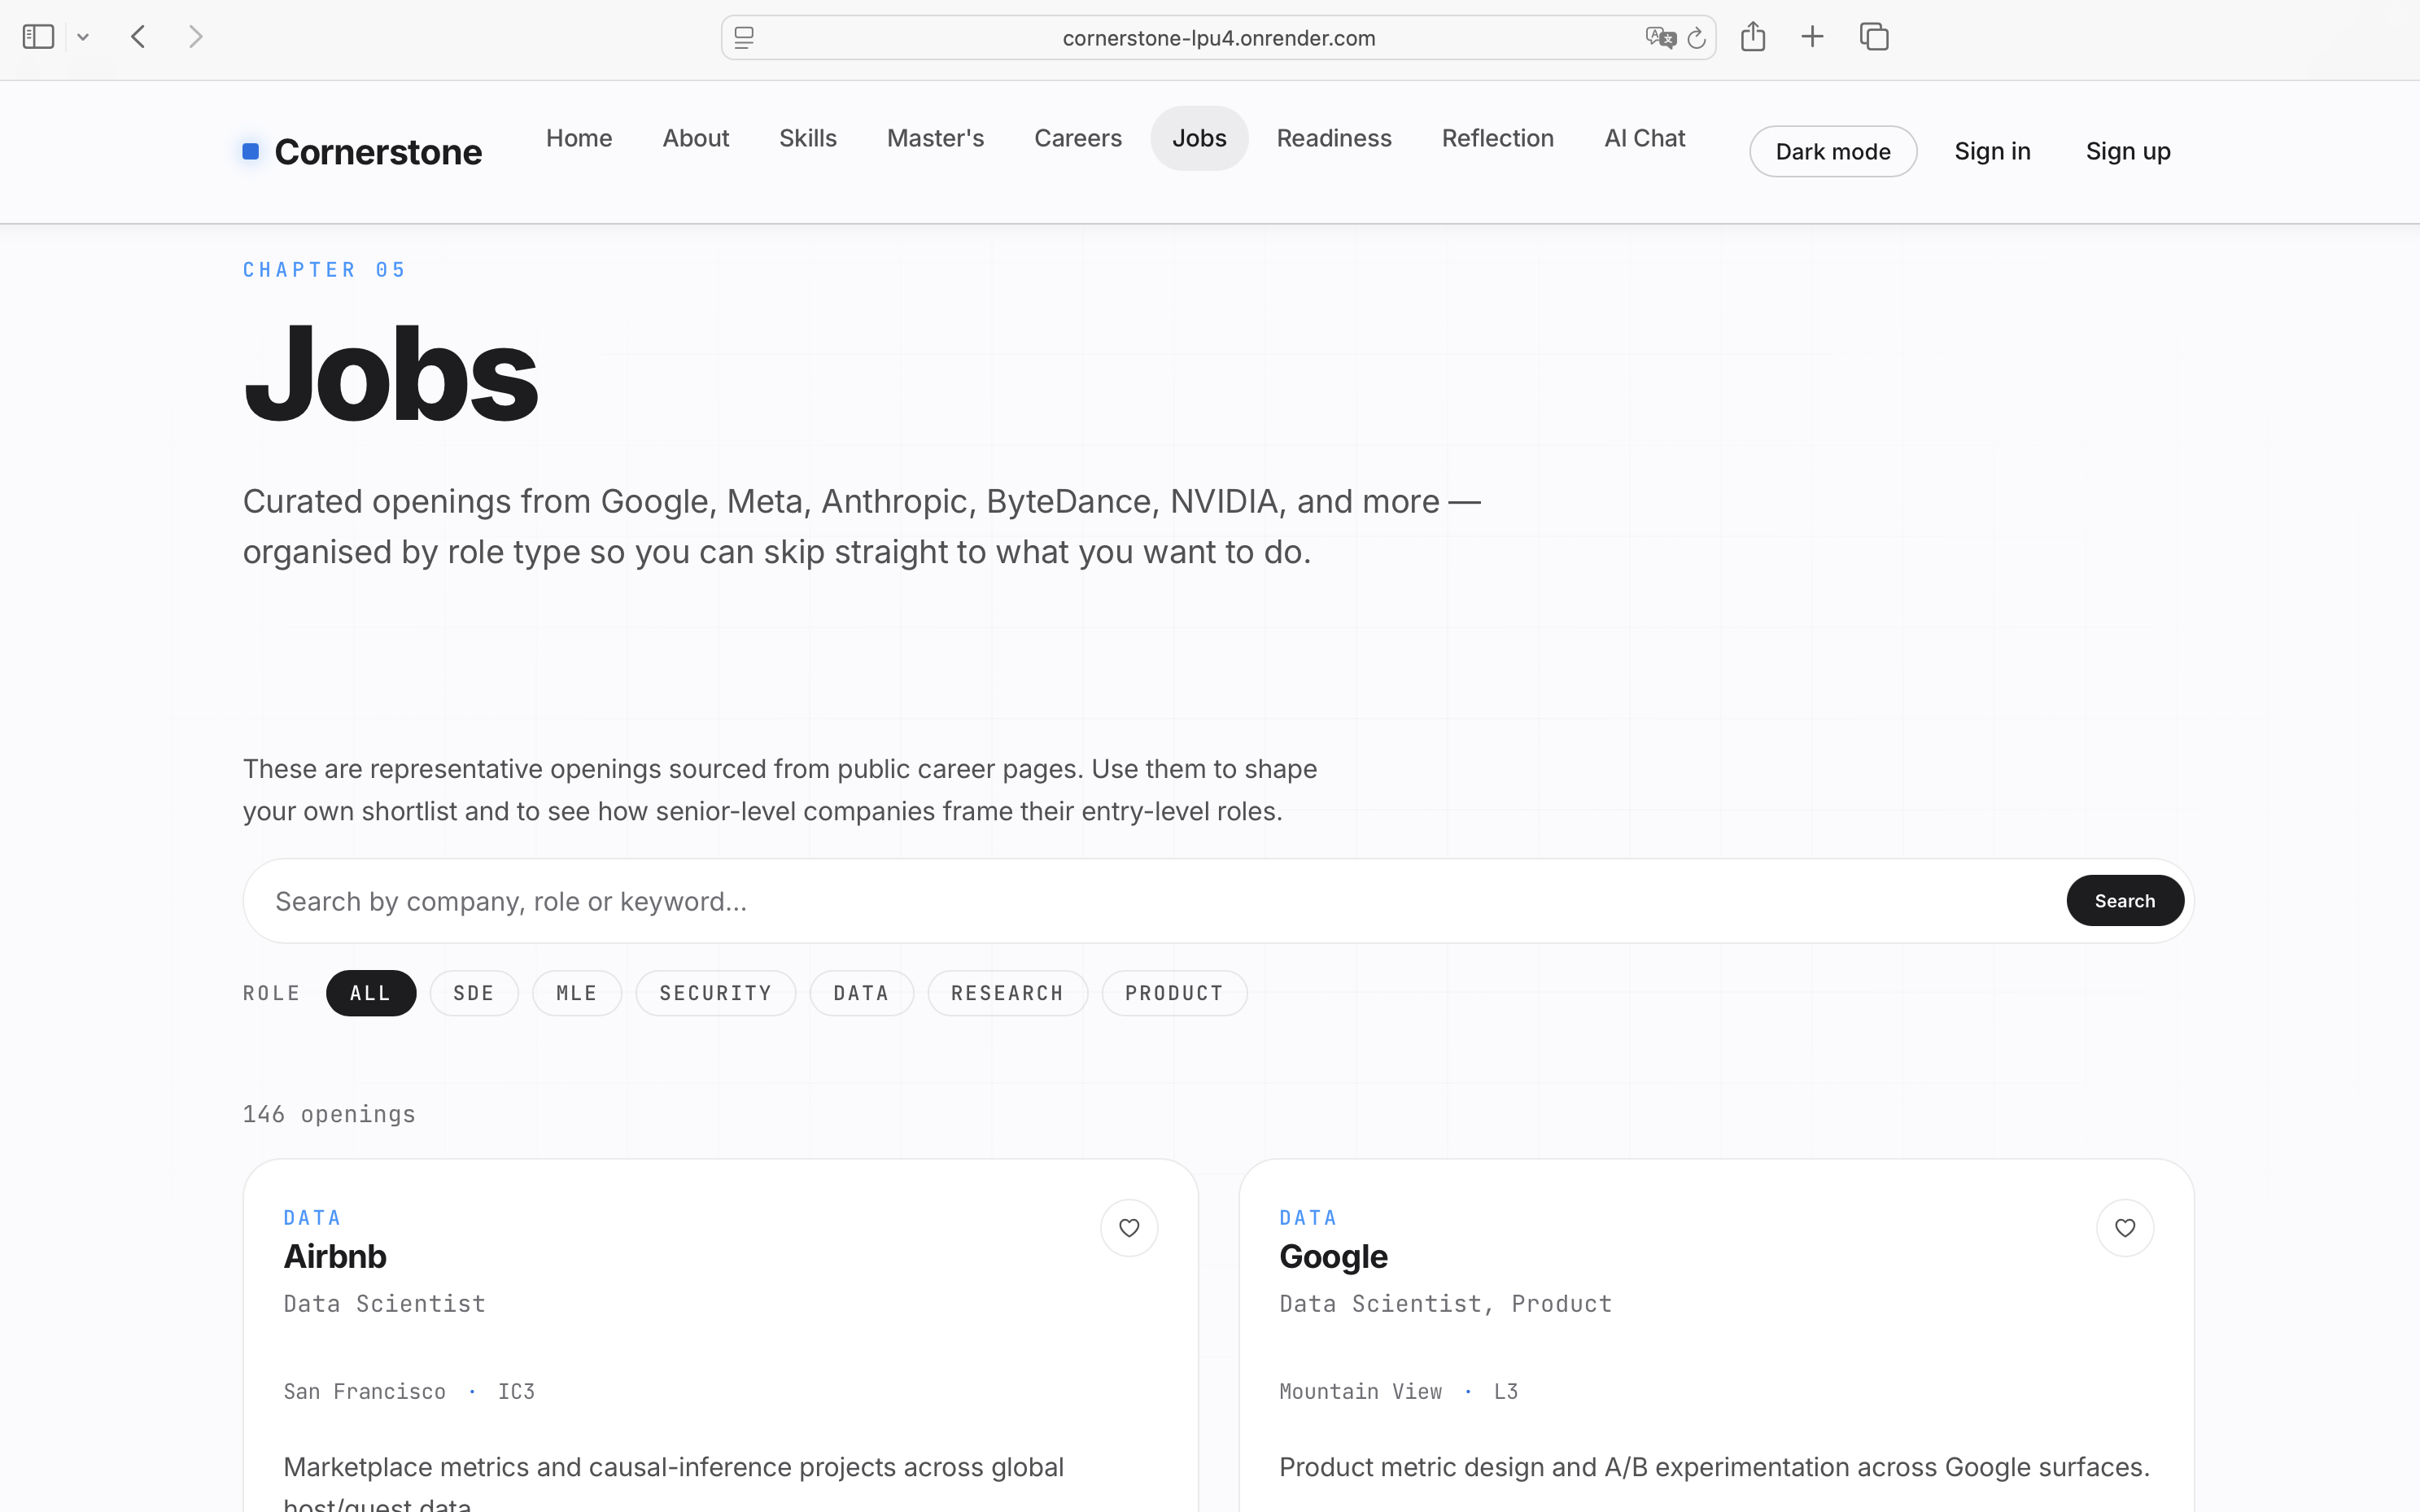 cornerstone-lpu4.onrender.com
Cornerstone
Home About Skills Master's Careers Jobs Readiness Reflection AI Chat
Dark mode Sign in Sign up
CHAPTER 05
Jobs
Curated openings from Google, Meta, Anthropic, ByteDance, NVIDIA, and more —
organised by role type so you can skip straight to what you want to do.
These are representative openings sourced from public career pages. Use them to shape
your own shortlist and to see how senior-level companies frame their entry-level roles.
Search by company, role or keyword...
Search
ROLE ALL SDE MLE SECURITY DATA RESEARCH PRODUCT
146 openings
DATA
Airbnb
Data Scientist
San Francisco · IC3
Marketplace metrics and causal-inference projects across global
host/guest data
DATA
Google
Data Scientist, Product
Mountain View · L3
Product metric design and A/B experimentation across Google surfaces.